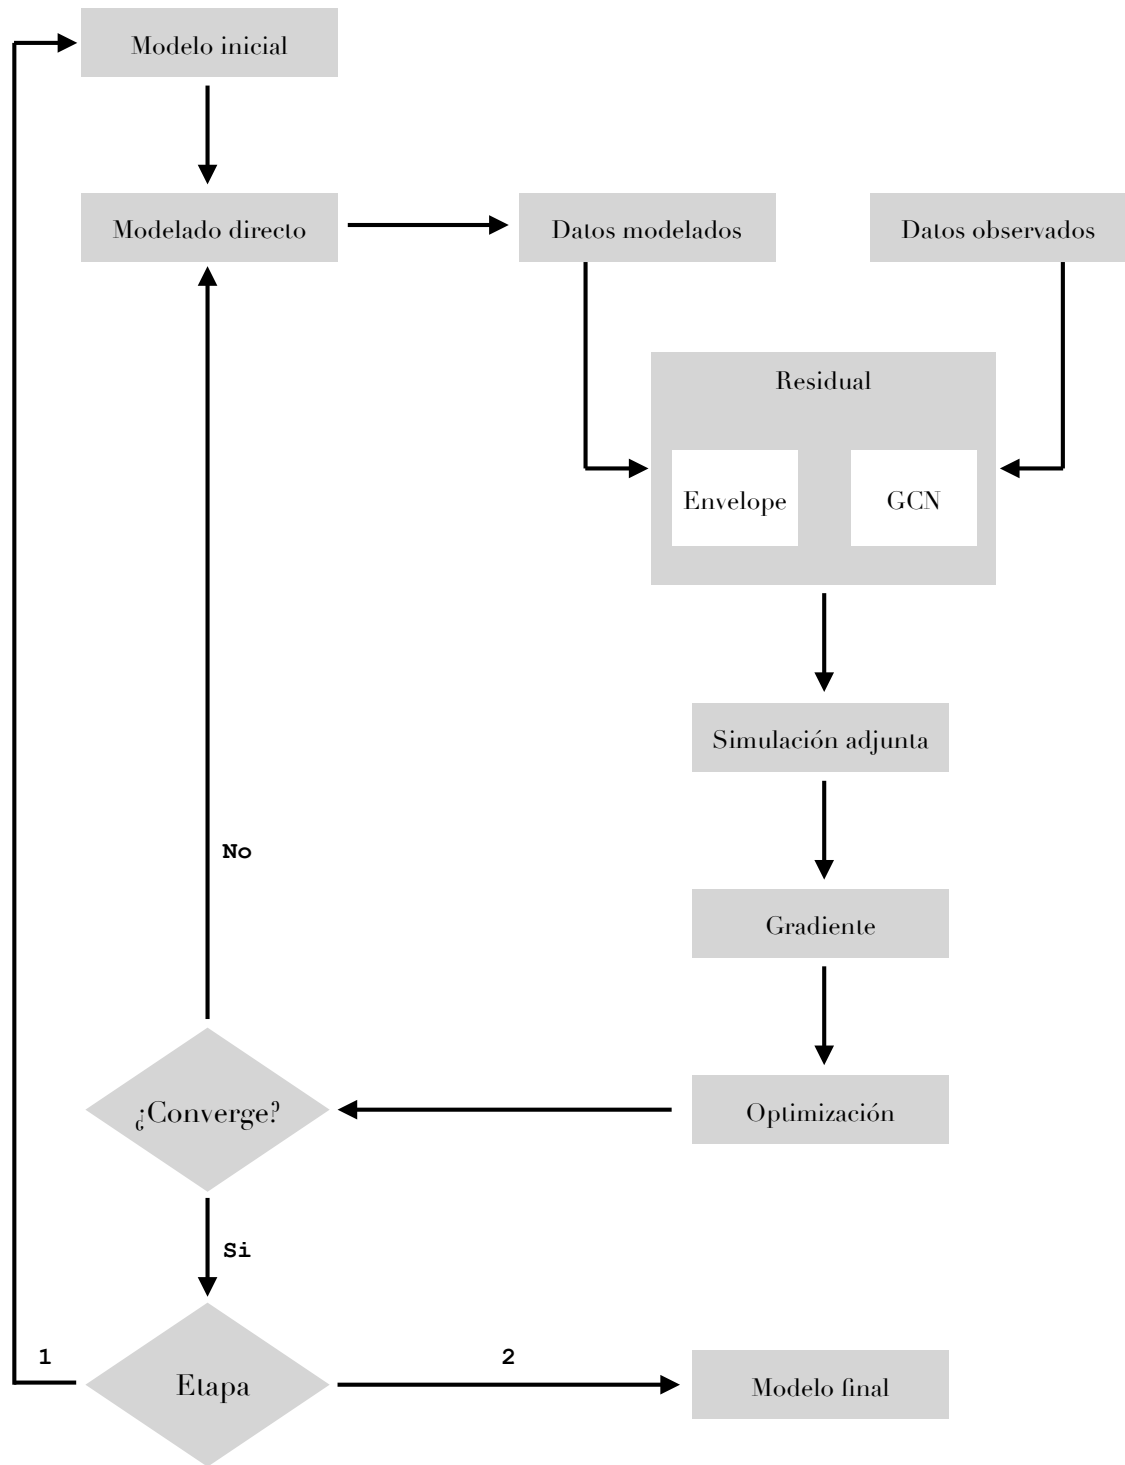 Modelo inicial
Modelado directo
Datos modelados
Datos observados
Residual
Envelope
GCN
Simulación adjunta
Gradiente
Optimización
No
¿Converge?
Si
Etapa
1
2
Modelo final